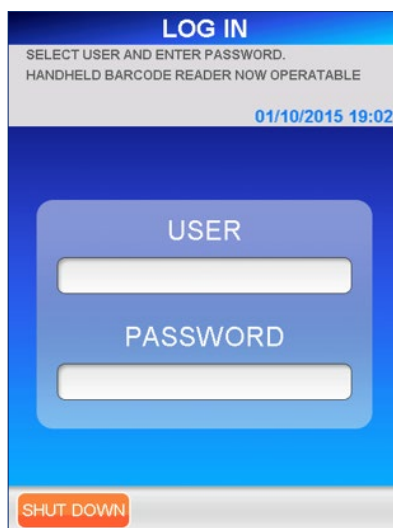 LOG IN
SELECT USER AND ENTER PASSWORD.
HANDHELD BARCODE READER NOW OPERATABLE
01/10/2015 19:02
USER
PASSWORD
SHUT DOWN